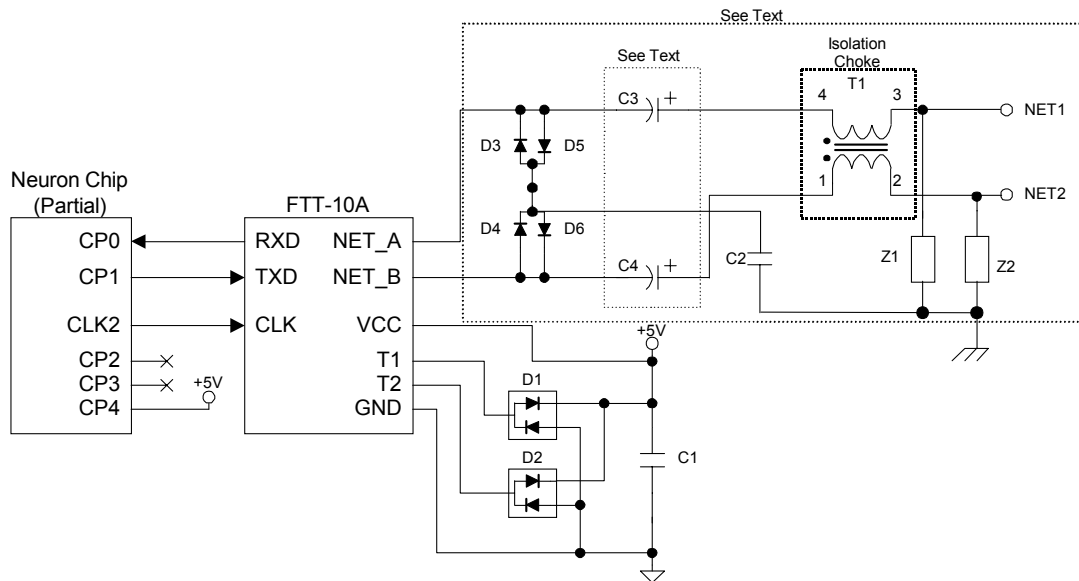 See Text
See Text
Isolation
Choke
T1
C3
+
4
3
NET1
D3
D5
1
2
NET2
Neuron Chip
(Partial)
FTT-10A
D4
D6
CP0
RXD
NET_A
C4
+
C2
Z1
Z2
CP1
TXD
NET_B
CLK2
CLK
VCC
+5V
CP2
T1
CP3
+5V
T2
D1
CP4
GND
D2
C1